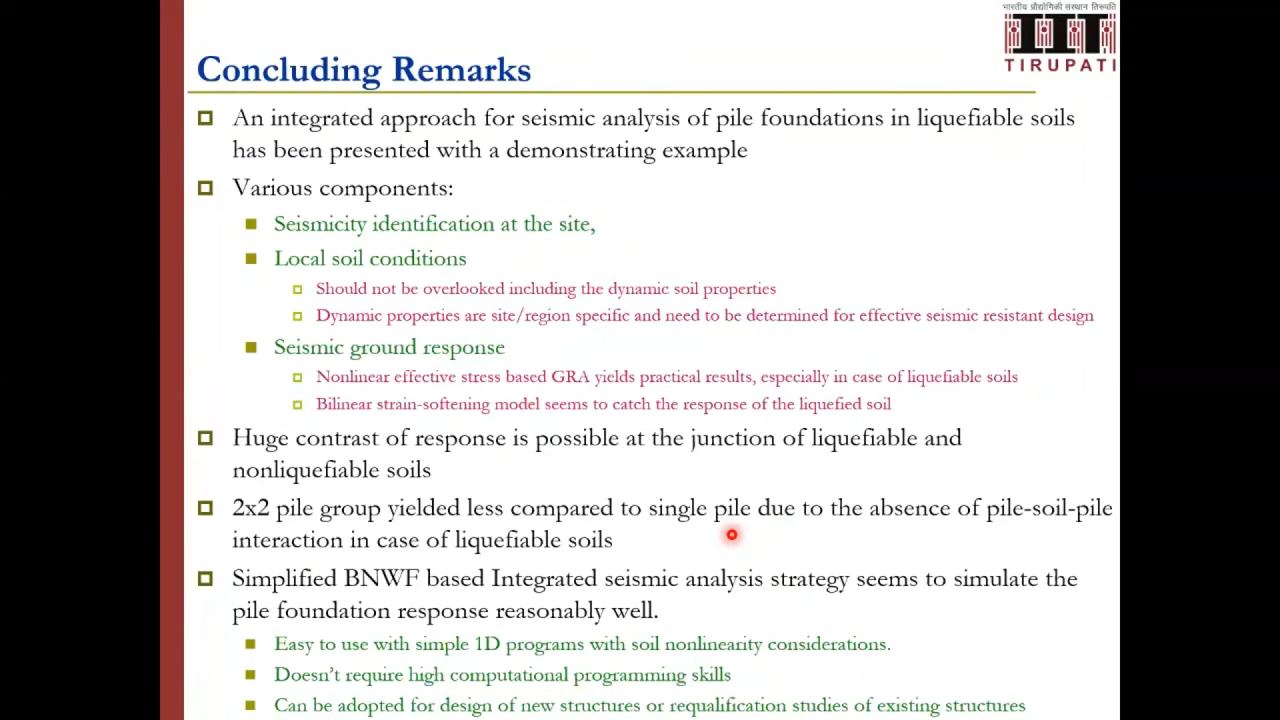 भारतीय प्रौद्योगिकी संस्थान तिरुपति
TIRUPATI
Concluding Remarks
An integrated approach for seismic analysis of pile foundations in liquefiable soils
has been presented with a demonstrating example
Various components:
Seismicity identification at the site,
Local soil conditions
Should not be overlooked including the dynamic soil properties
Dynamic properties are site/region specific and need to be determined for effective seismic resistant design
Seismic ground response
Nonlinear effective stress based GRA yields practical results, especially in case of liquefiable soils
Bilinear strain-softening model seems to catch the response of the liquefied soil
Huge contrast of response is possible at the junction of liquefiable and
nonliquefiable soils
2x2 pile group yielded less compared to single pile due to the absence of pile-soil-pile
interaction in case of liquefiable soils
Simplified BNWF based Integrated seismic analysis strategy seems to simulate the
pile foundation response reasonably well.
Easy to use with simple 1D programs with soil nonlinearity considerations.
Doesn't require high computational programming skills
Can be adopted for design of new structures or requalification studies of existing structures